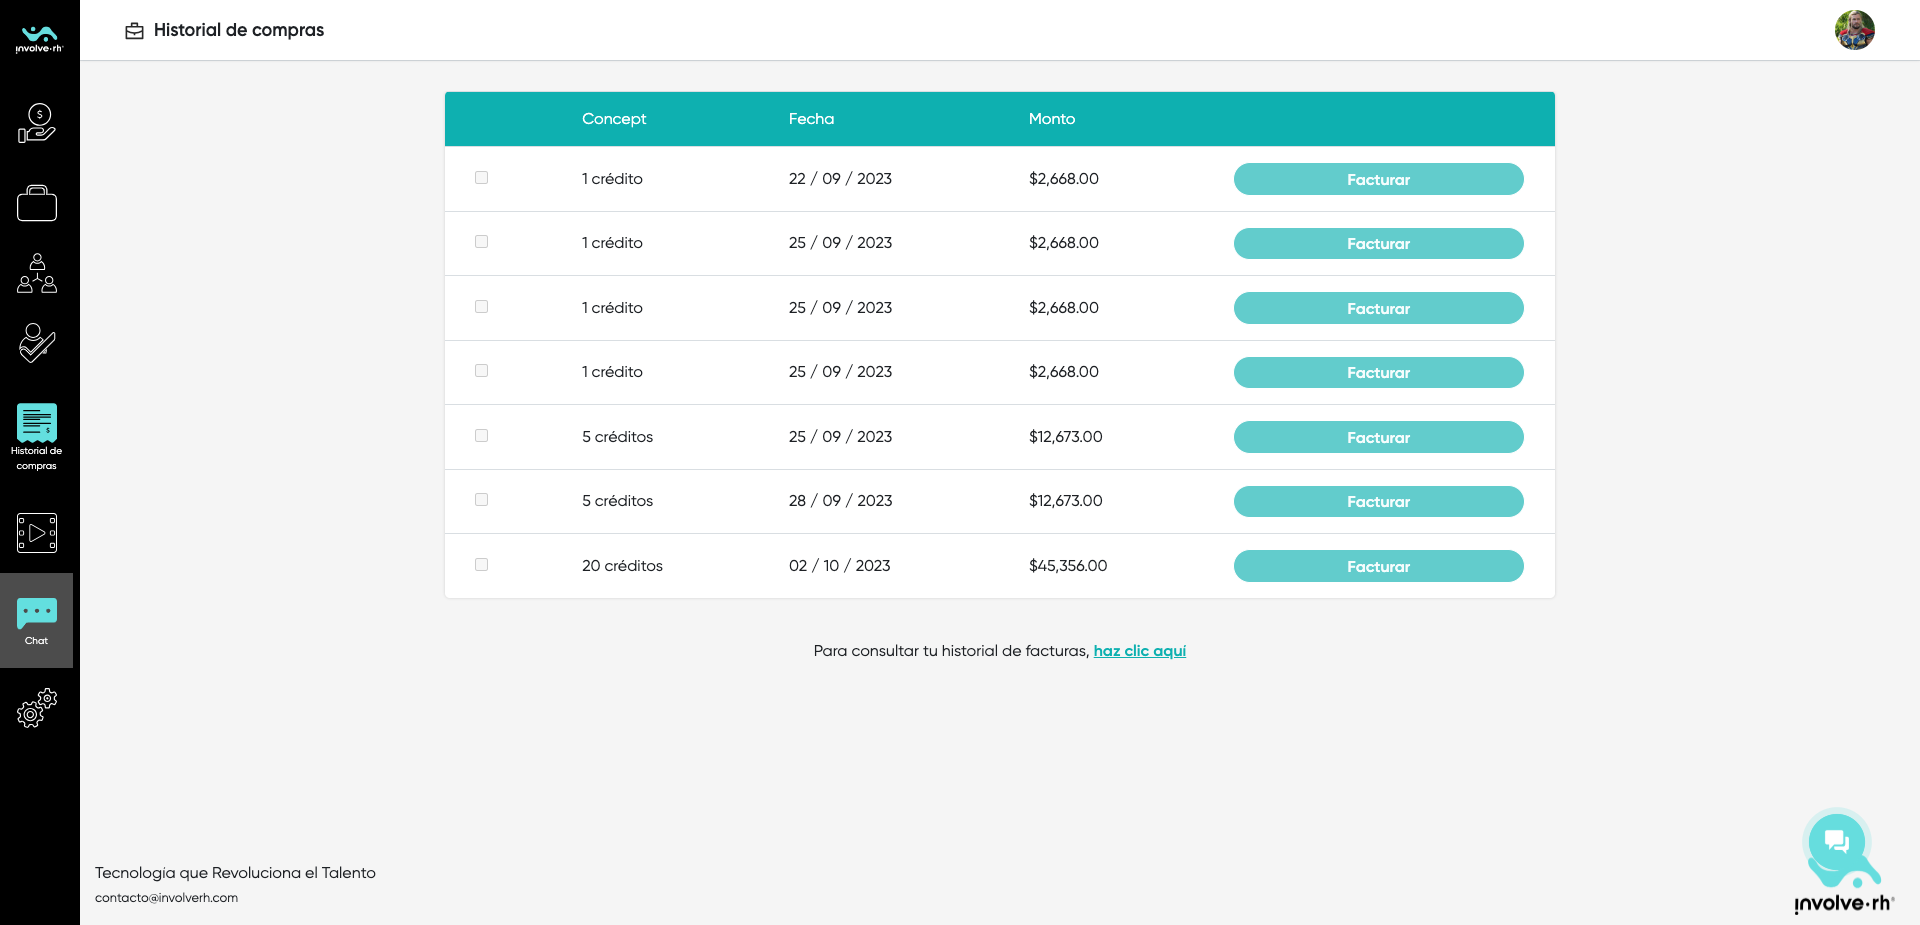 involve·rh
Historial de compras
Concept Fecha Monto
1 crédito 22 / 09 / 2023 $2,668.00 Facturar
1 crédito 25 / 09 / 2023 $2,668.00 Facturar
1 crédito 25 / 09 / 2023 $2,668.00 Facturar
1 crédito 25 / 09 / 2023 $2,668.00 Facturar
5 créditos 25 / 09 / 2023 $12,673.00 Facturar
5 créditos 28 / 09 / 2023 $12,673.00 Facturar
20 créditos 02 / 10 / 2023 $45,356.00 Facturar
Para consultar tu historial de facturas, haz clic aquí
Historial de
compras
Chat
Tecnología que Revoluciona el Talento
contacto@involverh.com
involve·rh®